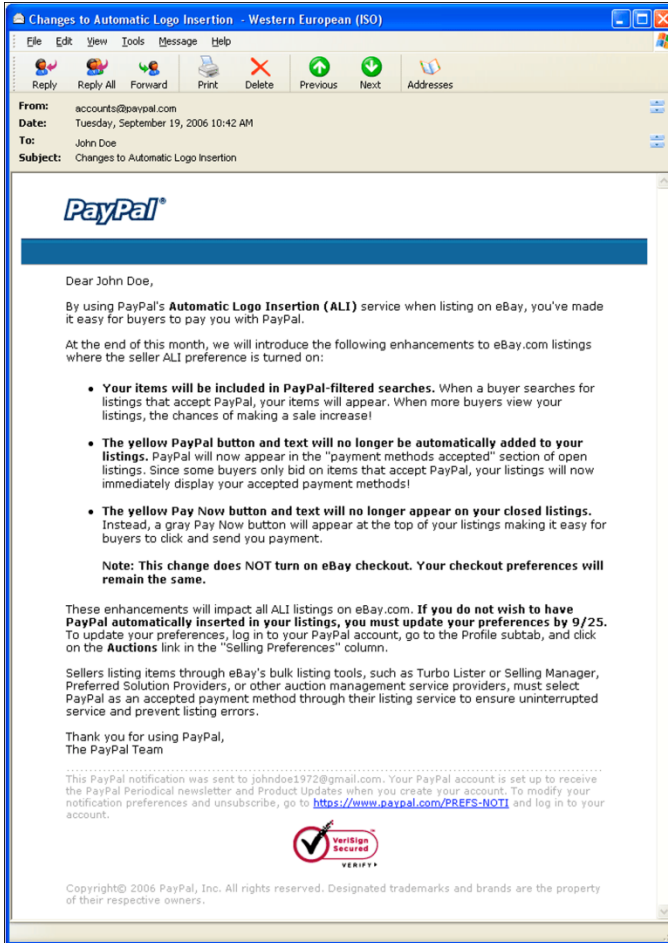 Changes to Automatic Logo Insertion - Western European (ISO)
File Edit View Tools Message Help
Reply Reply All Forward Print Delete Previous Next Addresses
From: accounts@paypal.com
Date: Tuesday, September 19, 2006 10:42 AM
To: John Doe
Subject: Changes to Automatic Logo Insertion
PayPal®
Dear John Doe,
By using PayPal's Automatic Logo Insertion (ALI) service when listing on eBay, you've made
it easy for buyers to pay you with PayPal.
At the end of this month, we will introduce the following enhancements to eBay.com listings
where the seller ALI preference is turned on:
• Your items will be included in PayPal-filtered searches. When a buyer searches for
listings that accept PayPal, your items will appear. When more buyers view your
listings, the chances of making a sale increase!
• The yellow PayPal button and text will no longer be automatically added to your
listings. PayPal will now appear in the "payment methods accepted" section of open
listings. Since some buyers only bid on items that accept PayPal, your listings will now
immediately display your accepted payment methods!
• The yellow Pay Now button and text will no longer appear on your closed listings.
Instead, a gray Pay Now button will appear at the top of your listings making it easy for
buyers to click and send you payment.
Note: This change does NOT turn on eBay checkout. Your checkout preferences will
remain the same.
These enhancements will impact all ALI listings on eBay.com. If you do not wish to have
PayPal automatically inserted in your listings, you must update your preferences by 9/25.
To update your preferences, log in to your PayPal account, go to the Profile subtab, and click
on the Auctions link in the "Selling Preferences" column.
Sellers listing items through eBay's bulk listing tools, such as Turbo Lister or Selling Manager,
Preferred Solution Providers, or other auction management service providers, must select
PayPal as an accepted payment method through their listing service to ensure uninterrupted
service and prevent listing errors.
Thank you for using PayPal,
The PayPal Team
This PayPal notification was sent to johndoe1972@gmail.com. Your PayPal account is set up to receive
the PayPal Periodical newsletter and Product Updates when you create your account. To modify your
notification preferences and unsubscribe, go to https://www.paypal.com/PREFS-NOTI and log in to your
account.
VeriSign
Secured
VERIFY
Copyright© 2006 PayPal, Inc. All rights reserved. Designated trademarks and brands are the property
of their respective owners.